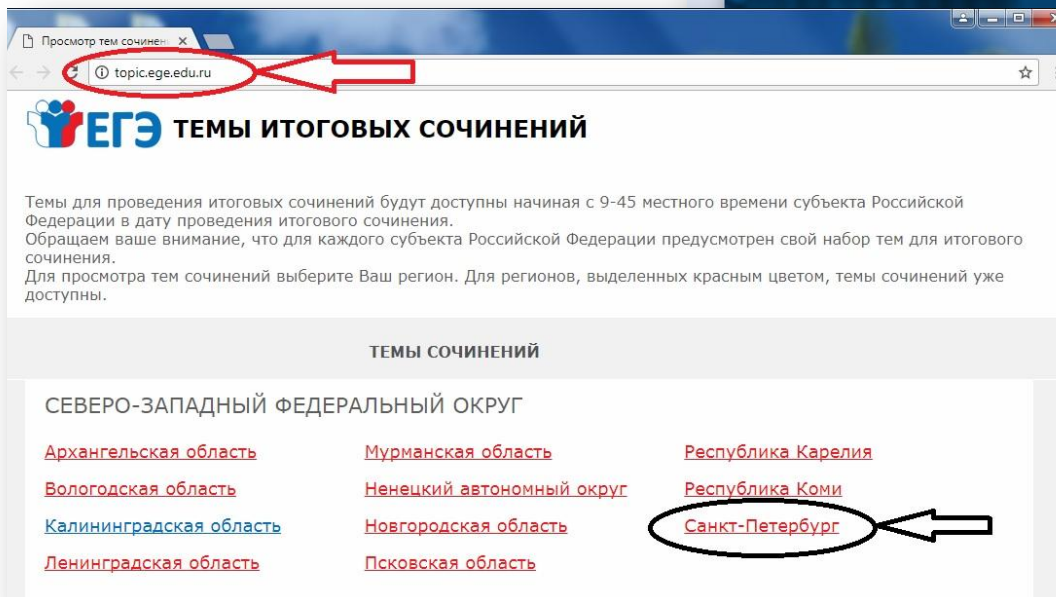 Просмотр тем сочинен
topic.ege.edu.ru
ЕГЭ ТЕМЫ ИТОГОВЫХ СОЧИНЕНИЙ
Темы для проведения итоговых сочинений будут доступны начиная с 9-45 местного времени субъекта Российской
Федерации в дату проведения итогового сочинения.
Обращаем ваше внимание, что для каждого субъекта Российской Федерации предусмотрен свой набор тем для итогового
сочинения.
Для просмотра тем сочинений выберите Ваш регион. Для регионов, выделенных красным цветом, темы сочинений уже
доступны.
ТЕМЫ СОЧИНЕНИЙ
СЕВЕРО-ЗАПАДНЫЙ ФЕДЕРАЛЬНЫЙ ОКРУГ
Архангельская область Мурманская область Республика Карелия
Вологодская область Ненецкий автономный округ Республика Коми
Калининградская область Новгородская область Санкт-Петербург
Ленинградская область Псковская область